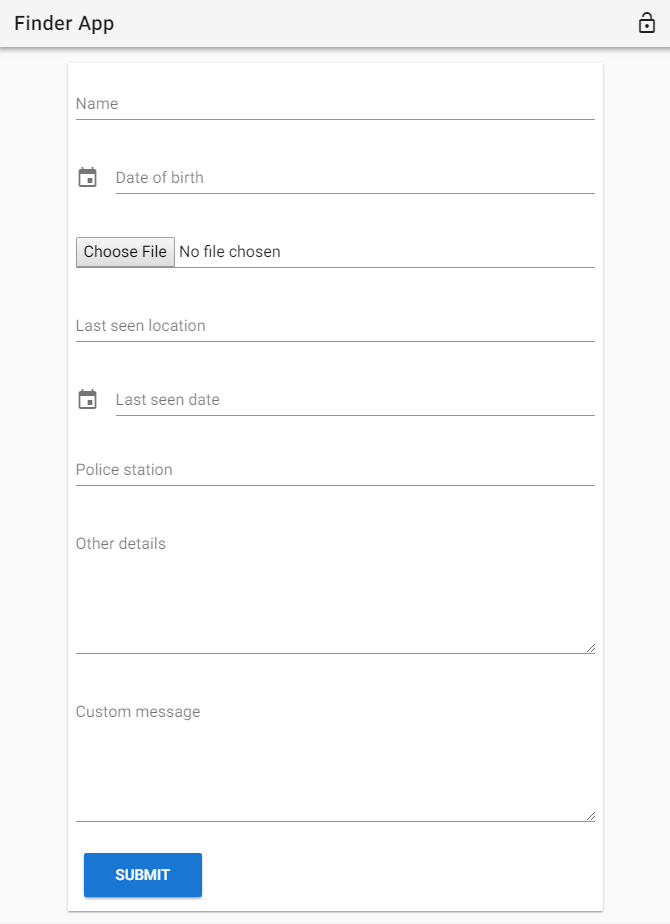 Finder App
Name
Date of birth
Choose File No file chosen
Last seen location
Last seen date
Police station
Other details
Custom message
SUBMIT